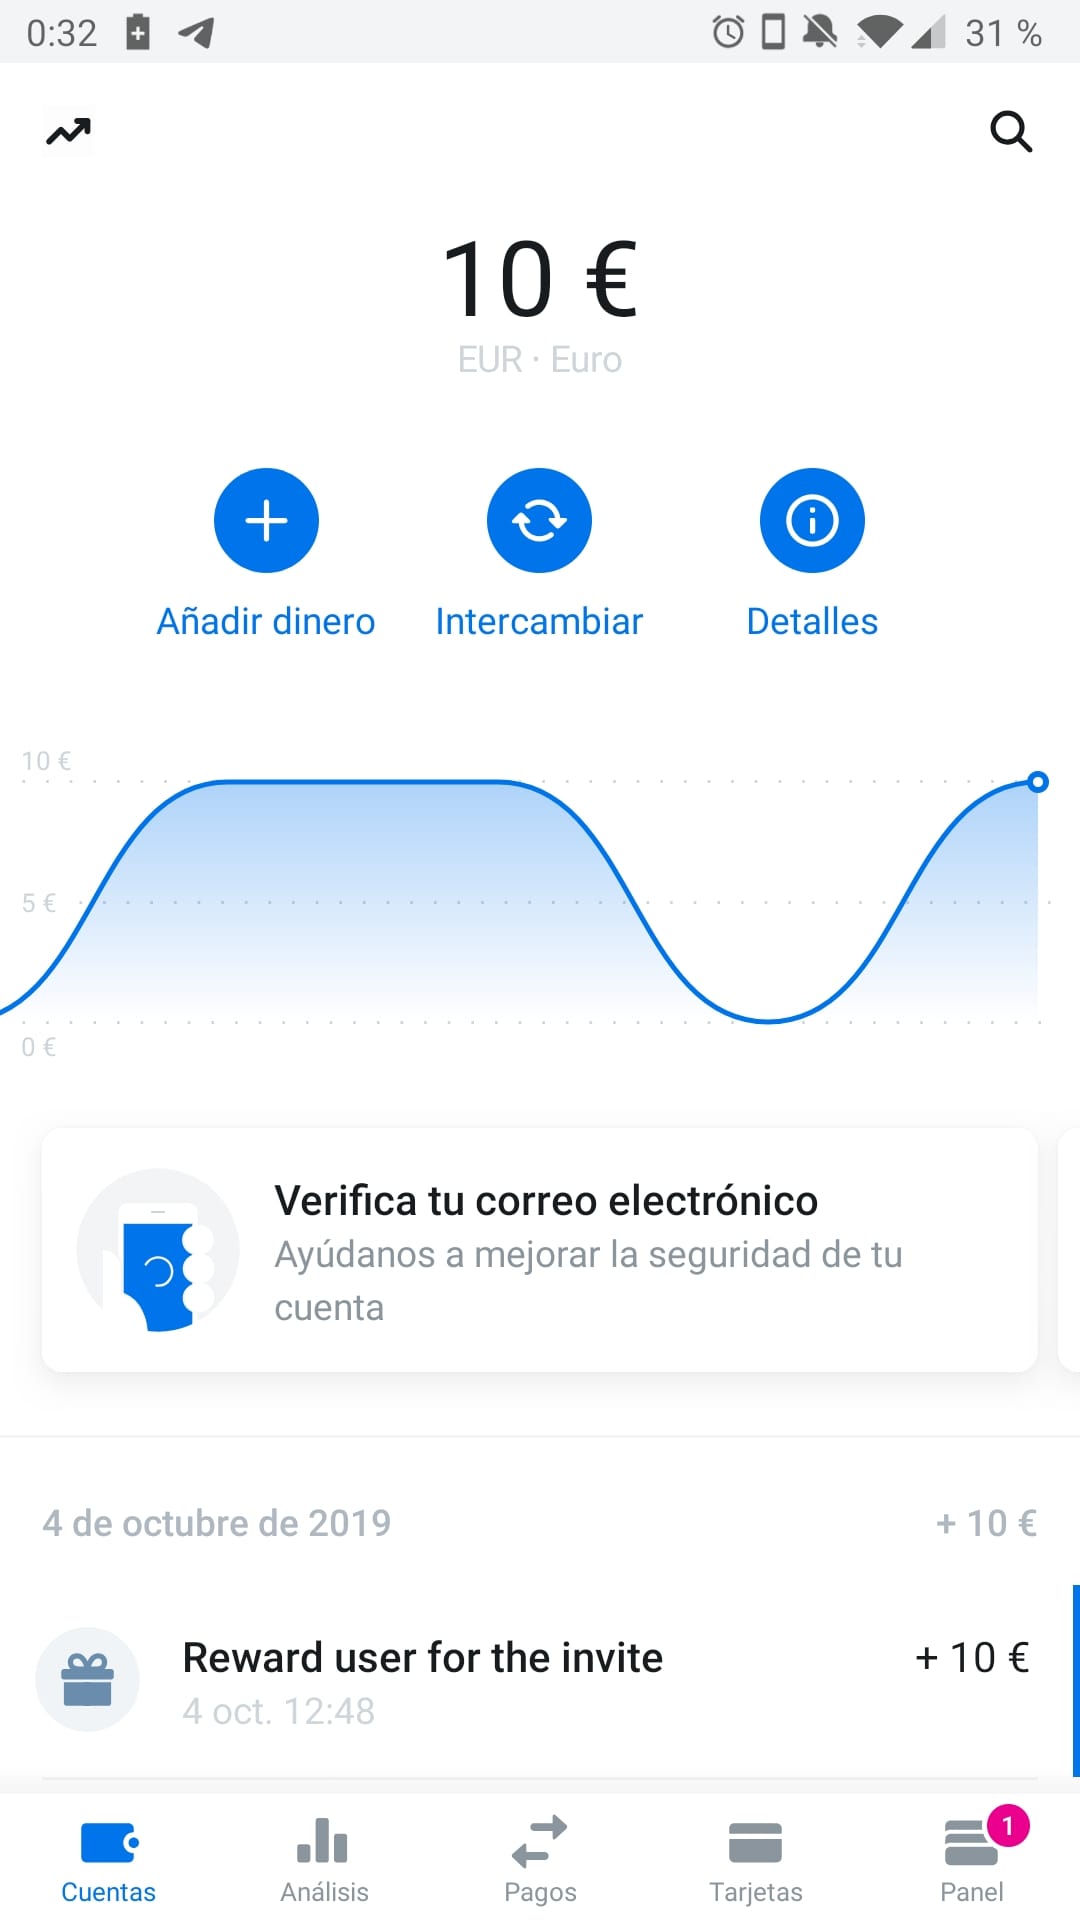 0:32
31 %
10 €
EUR · Euro
Añadir dinero
Intercambiar
Detalles
10 €
5 €
0 €
Verifica tu correo electrónico
Ayúdanos a mejorar la seguridad de tu
cuenta
4 de octubre de 2019
+ 10 €
Reward user for the invite
+ 10 €
4 oct. 12:48
1
Cuentas
Análisis
Pagos
Tarjetas
Panel